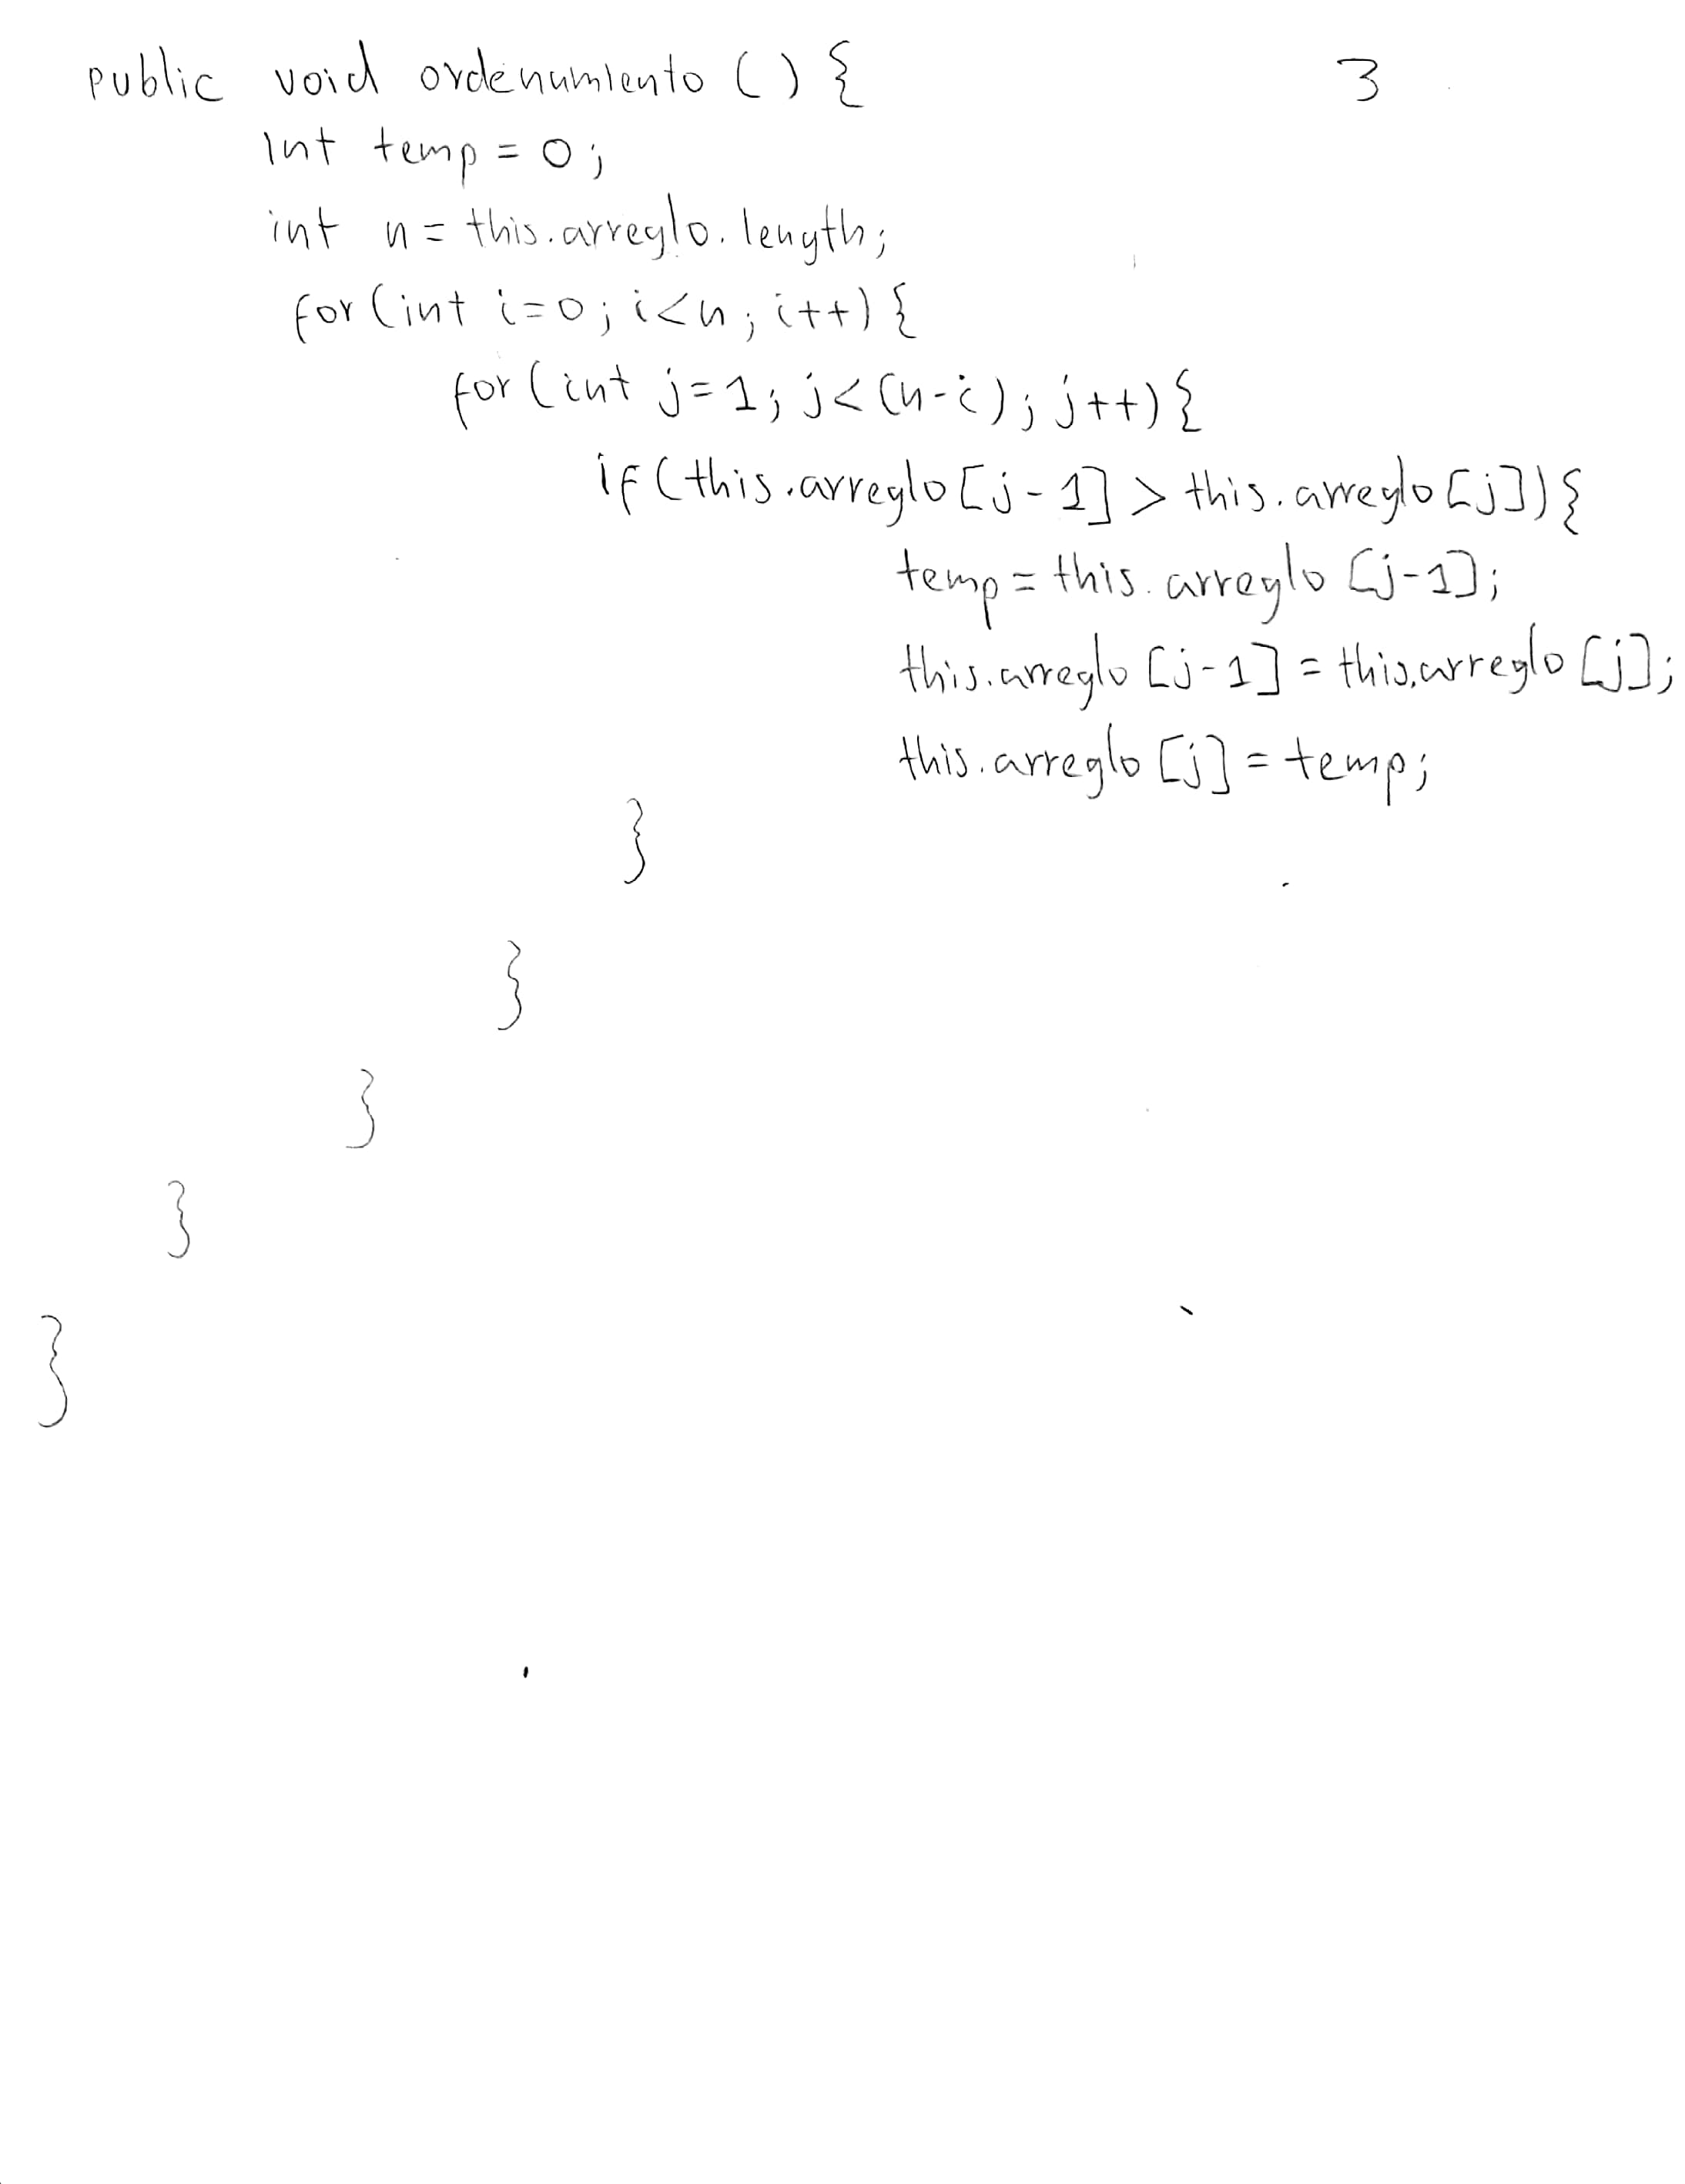 public void ordenamiento () { 3
int temp = 0;
int n = this.arreglo.length;
for (int i=0; i<n; i++) {
for (int j=1; j<(n-i); j++) {
if (this.arreglo[j-1] > this.arreglo[j]) {
temp = this.arreglo [j-1];
this.arreglo [j-1] = this.arreglo [j];
this.arreglo [j] = temp;
}
}
}
}
}